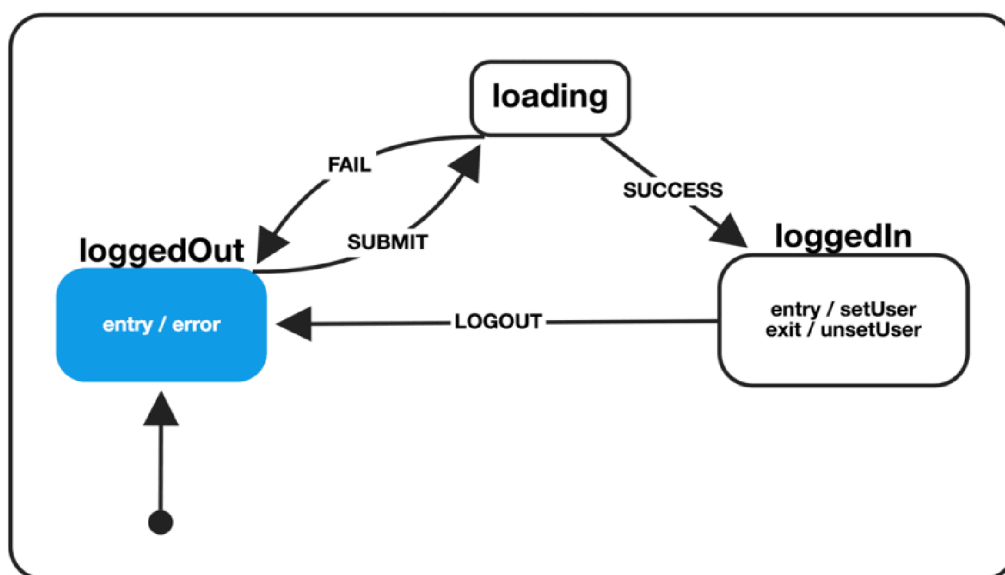 loading
FAIL
SUCCESS
SUBMIT
loggedOut
loggedIn
entry / error
entry / setUser
exit / unsetUser
LOGOUT